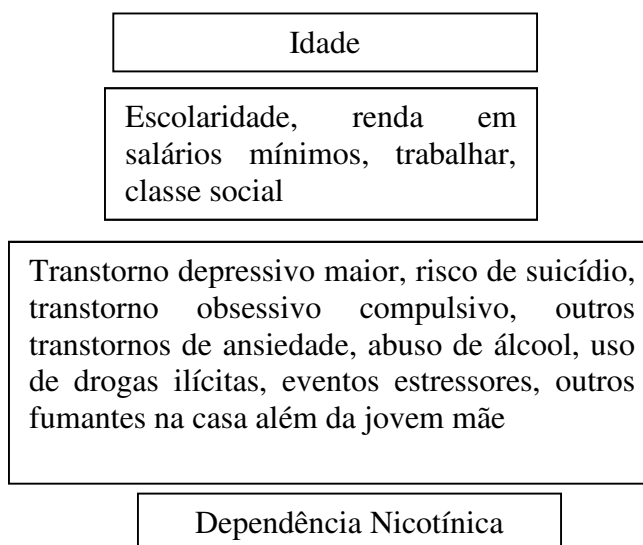 Idade
Escolaridade, renda em
salários mínimos, trabalhar,
classe social
Transtorno depressivo maior, risco de suicídio,
transtorno obsessivo compulsivo, outros
transtornos de ansiedade, abuso de álcool, uso
de drogas ilícitas, eventos estressores, outros
fumantes na casa além da jovem mãe
Dependência Nicotínica